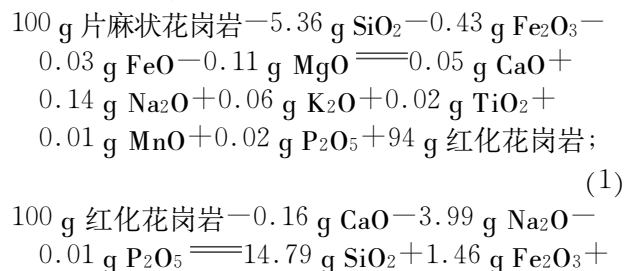 100 g 片麻状花岗岩－5.36 g SiO₂－0.43 g Fe₂O₃－
0.03 g FeO－0.11 g MgO══0.05 g CaO＋
0.14 g Na₂O＋0.06 g K₂O＋0.02 g TiO₂＋
0.01 g MnO＋0.02 g P₂O₅＋94 g 红化花岗岩;
(1)
100 g 红化花岗岩－0.16 g CaO－3.99 g Na₂O－
0.01 g P₂O₅══14.79 g SiO₂＋1.46 g Fe₂O₃＋